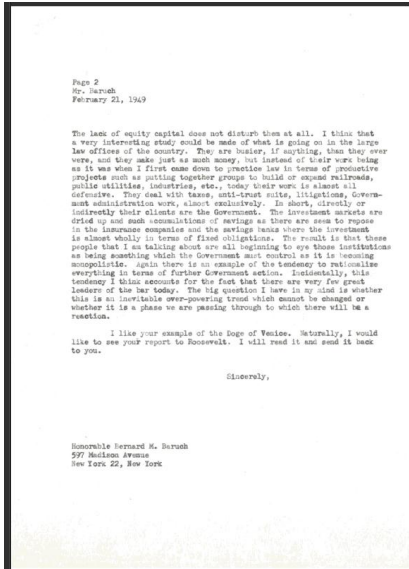 Page 2
Mr. Baruch
February 21, 1949
The lack of equity capital does not disturb them at all. I think that
a very interesting study could be made of what is going on in the large
law offices of the country. They are busier, if anything, than they ever
were, and they make just as much money, but instead of their work being
as it was when I first came down to practice law in terms of productive
projects such as putting together groups to build or expand railroads,
public utilities, industries, etc., today their work is almost all
defensive. They deal with taxes, anti-trust suits, litigations, Govern-
ment administration work, almost exclusively. In short, directly or
indirectly their clients are the Government. The investment markets are
dried up and such accumulations of savings as there are seem to repose
in the insurance companies and the savings banks where the investment
is almost wholly in terms of fixed obligations. The result is that these
people that I am talking about are all beginning to eye those institutions
as being something which the Government must control as it is becoming
monopolistic. Again there is an example of the tendency to rationalize
everything in terms of further Government action. Incidentally, this
tendency I think accounts for the fact that there are very few great
leaders of the bar today. The big question I have in my mind is whether
this is an inevitable over-powering trend which cannot be changed or
whether it is a phase we are passing through to which there will be a
reaction.
I like your example of the Doge of Venice. Naturally, I would
like to see your report to Roosevelt. I will read it and send it back
to you.
Sincerely,
Honorable Bernard M. Baruch
597 Madison Avenue
New York 22, New York